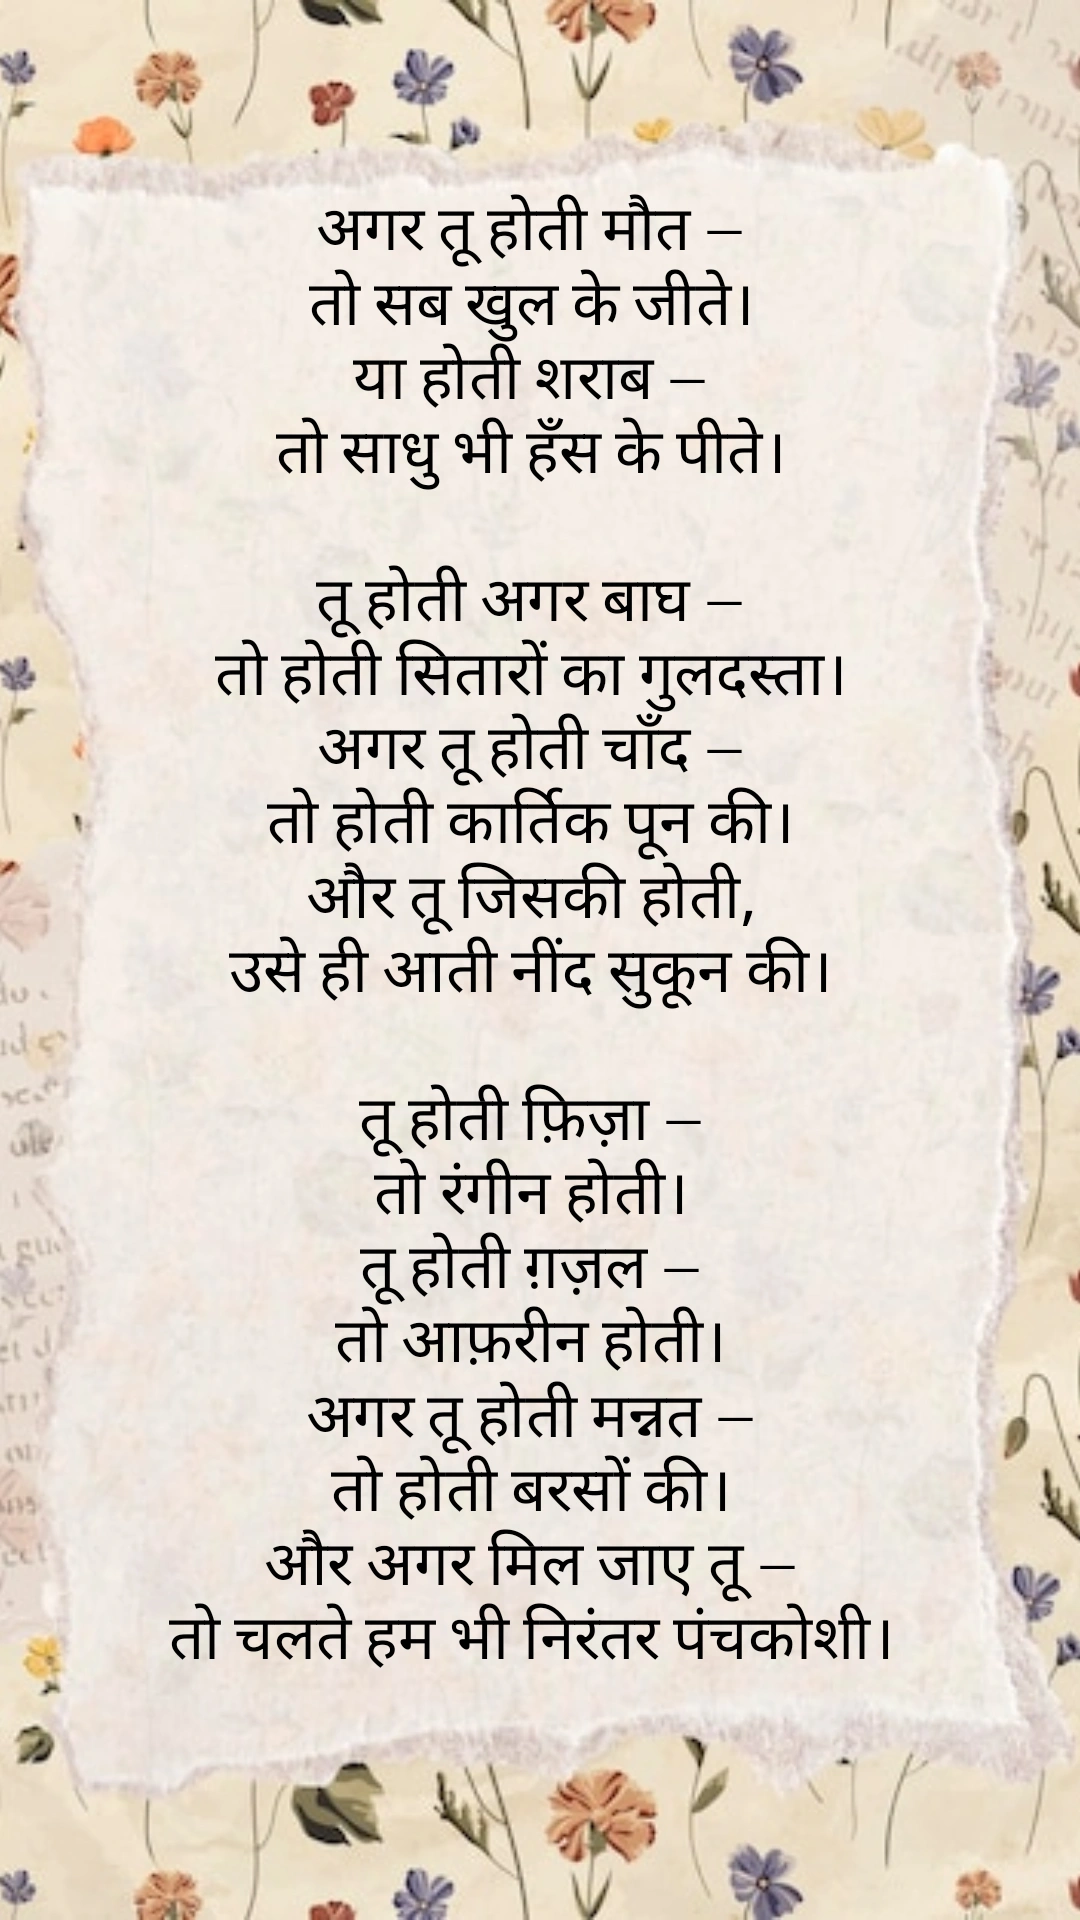 अगर तू होती मौत –
तो सब खुल के जीते।
या होती शराब –
तो साधु भी हँस के पीते।
तू होती अगर बाघ –
तो होती सितारों का गुलदस्ता।
अगर तू होती चाँद –
तो होती कार्तिक पून की।
और तू जिसकी होती,
उसे ही आती नींद सुकून की।
तू होती फ़िज़ा –
तो रंगीन होती।
तू होती ग़ज़ल –
तो आफ़रीन होती।
अगर तू होती मन्नत –
तो होती बरसों की।
और अगर मिल जाए तू –
तो चलते हम भी निरंतर पंचकोशी।